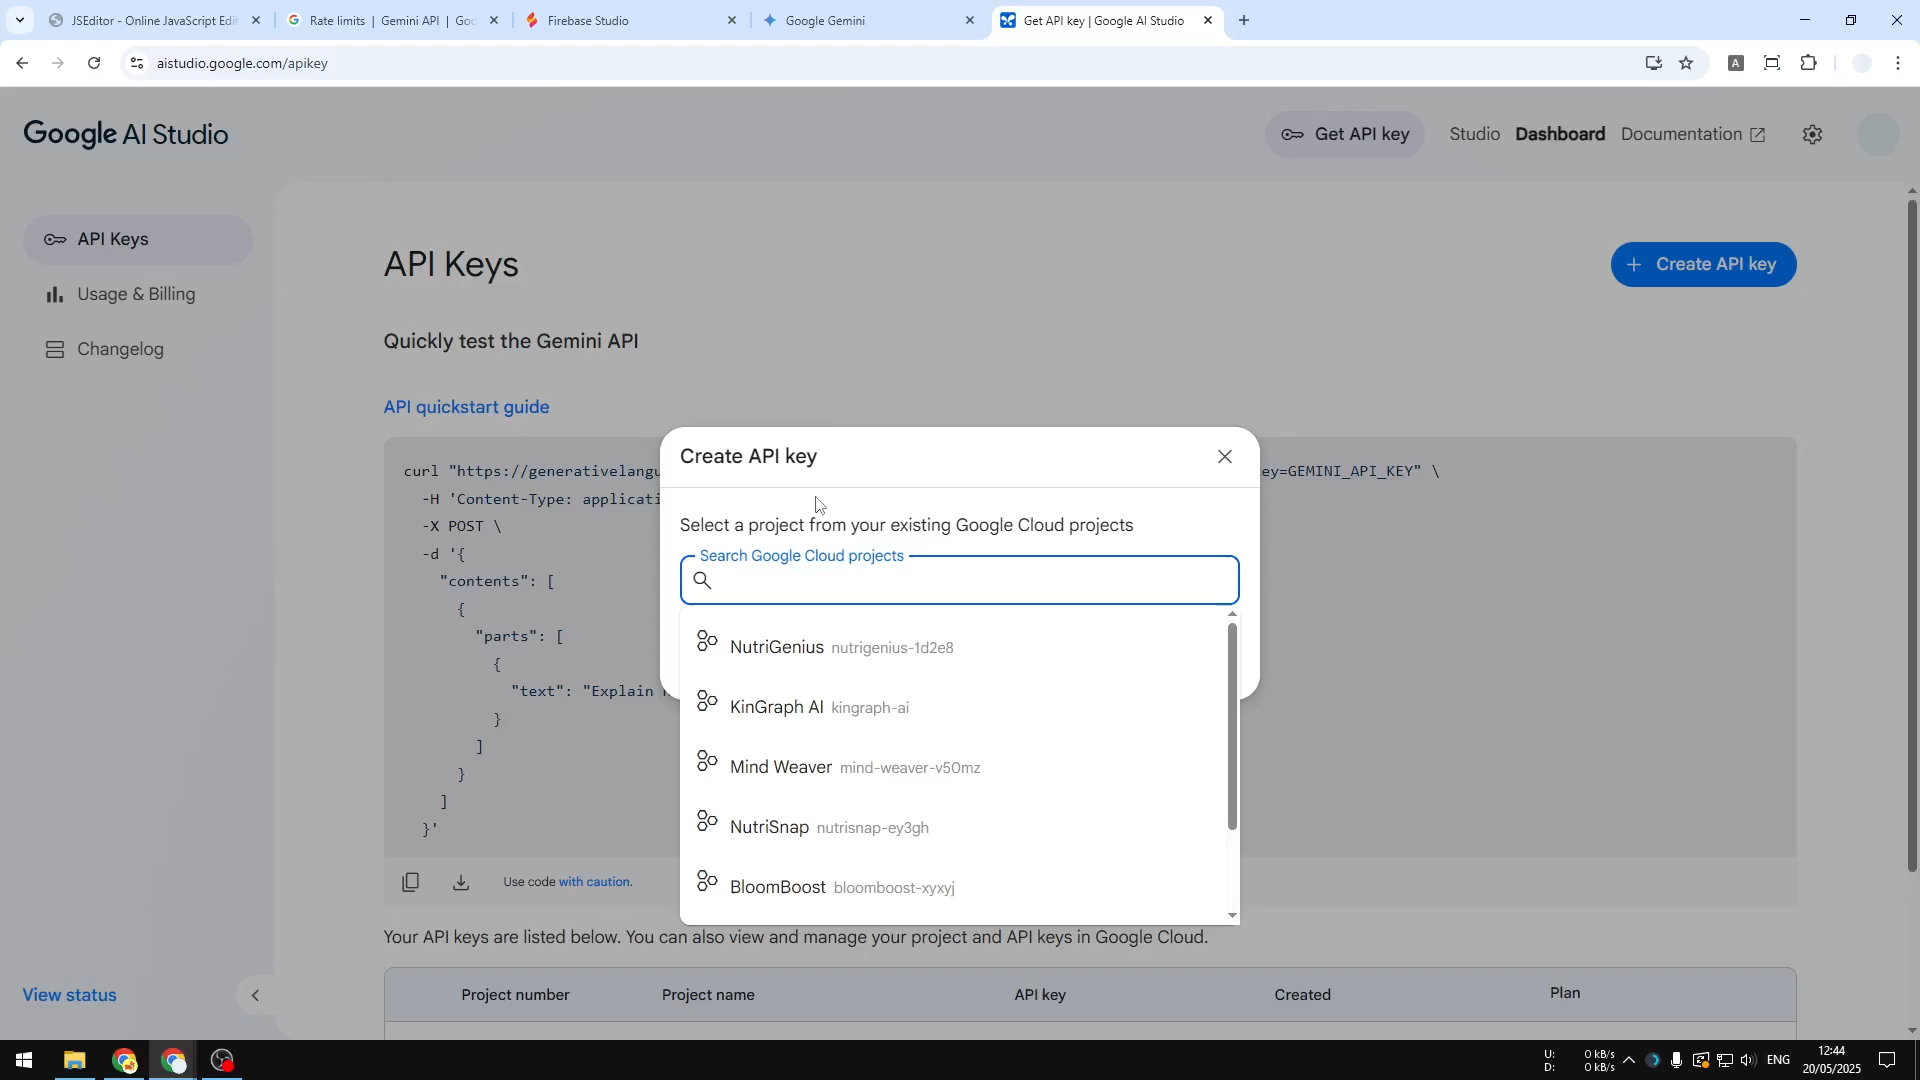 JSEditor - Online JavaScript Edi
Rate limits | Gemini API | Goo
Firebase Studio
Google Gemini
Get API key | Google AI Studio
aistudio.google.com/apikey
A
Google AI Studio
Get API key
Studio
Dashboard
Documentation
API Keys
Usage & Billing
Changelog
API Keys
Create API key
Quickly test the Gemini API
API quickstart guide
curl "https://generativelangu
ey=GEMINI_API_KEY" \
-H 'Content-Type: applicati
-X POST \
-d '{
"contents": [
{
"parts": [
{
"text": "Explain
}
]
}
]
}'
Create API key
Select a project from your existing Google Cloud projects
Search Google Cloud projects
NutriGenius nutrigenius-1d2e8
KinGraph AI kingraph-ai
Mind Weaver mind-weaver-v50mz
NutriSnap nutrisnap-ey3gh
BloomBoost bloomboost-xyxyj
Use code with caution.
Your API keys are listed below. You can also view and manage your project and API keys in Google Cloud.
View status
Project number
Project name
API key
Created
Plan
U: 0 kB/s
D: 0 kB/s
ENG
12:44
20/05/2025